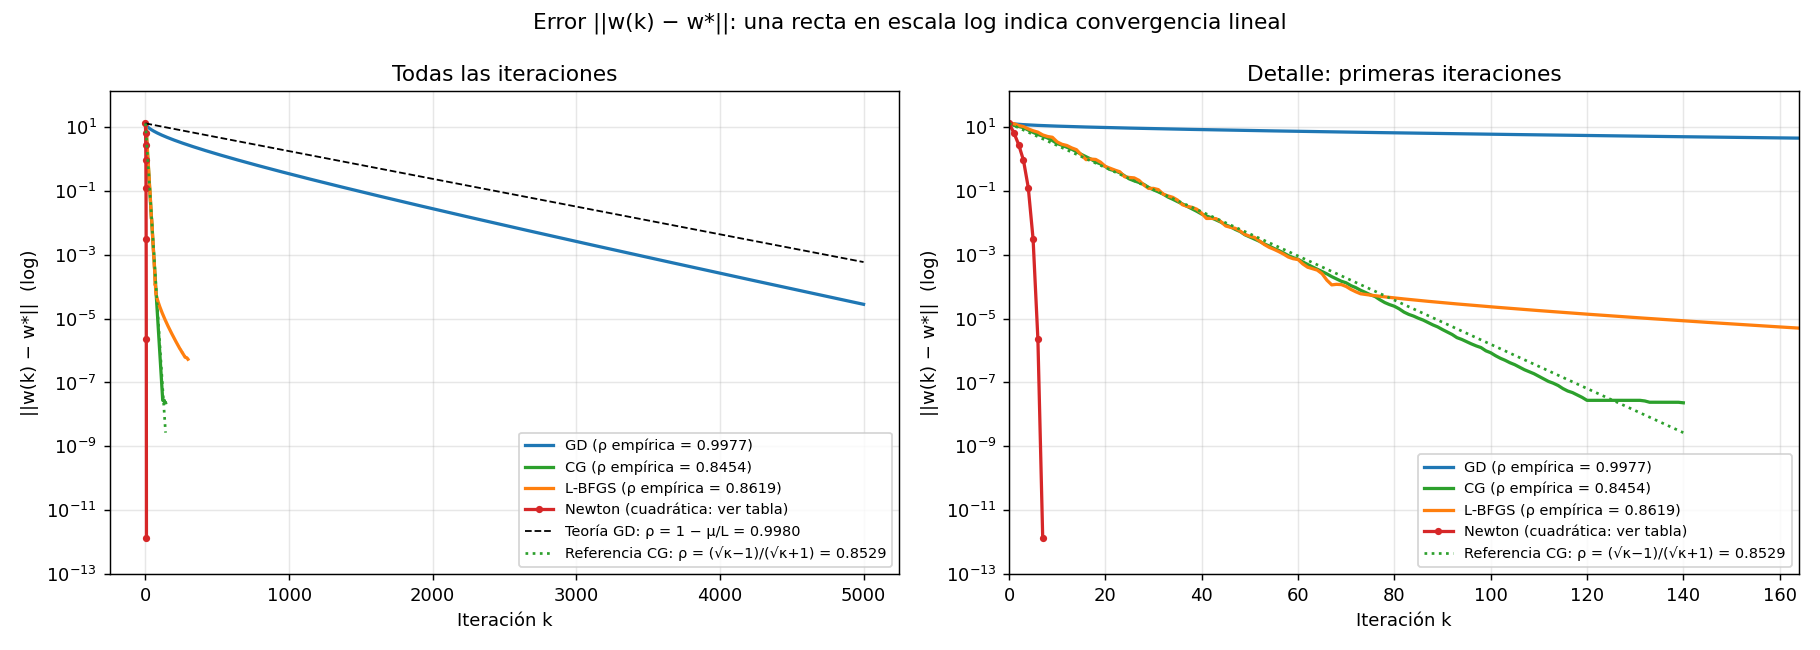 Error ||w(k) − w*||: una recta en escala log indica convergencia lineal
Todas las iteraciones
||w(k) − w*|| (log)
10¹
10⁻¹
10⁻³
10⁻⁵
10⁻⁷
10⁻⁹
10⁻¹¹
10⁻¹³
GD (ρ empírica = 0.9977)
CG (ρ empírica = 0.8454)
L-BFGS (ρ empírica = 0.8619)
Newton (cuadrática: ver tabla)
Teoría GD: ρ = 1 − μ/L = 0.9980
Referencia CG: ρ = (√κ−1)/(√κ+1) = 0.8529
0 1000 2000 3000 4000 5000
Iteración k
Detalle: primeras iteraciones
||w(k) − w*|| (log)
10¹
10⁻¹
10⁻³
10⁻⁵
10⁻⁷
10⁻⁹
10⁻¹¹
10⁻¹³
GD (ρ empírica = 0.9977)
CG (ρ empírica = 0.8454)
L-BFGS (ρ empírica = 0.8619)
Newton (cuadrática: ver tabla)
Referencia CG: ρ = (√κ−1)/(√κ+1) = 0.8529
0 20 40 60 80 100 120 140 160
Iteración k